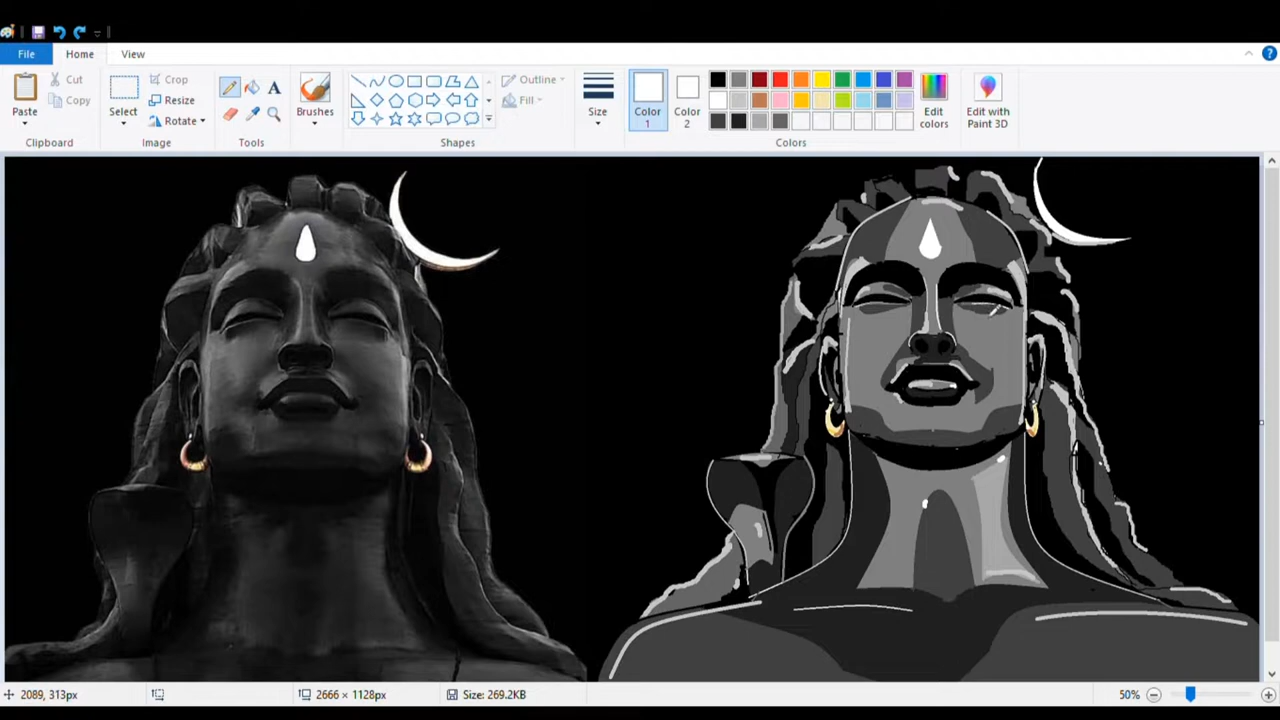 File Home View
Cut Crop Outline
Copy Resize Fill
Rotate
Paste Select Brushes Size Color 1 Color 2 Edit colors Edit with Paint 3D
A
Clipboard Image Tools Shapes Colors
2089, 313px 2666 × 1128px Size: 269.2KB 50%